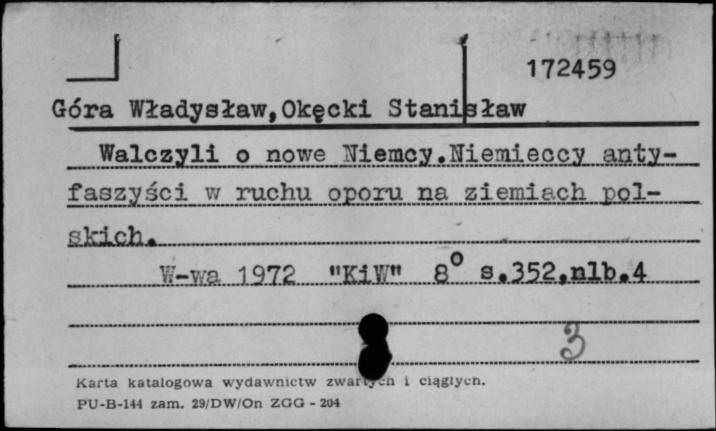 172459
Góra Władysław,Okęcki Stanisław
Walczyli o nowe Niemcy.Niemieccy anty-
faszyści w ruchu oporu na ziemiach pol-
skich.
W-wa 1972 "KiW" 8° s.352,nlb.4
3
Karta katalogowa wydawnictw zwartych i ciągłych.
PU-B-144 zam. 29/DW/On ZGG - 204